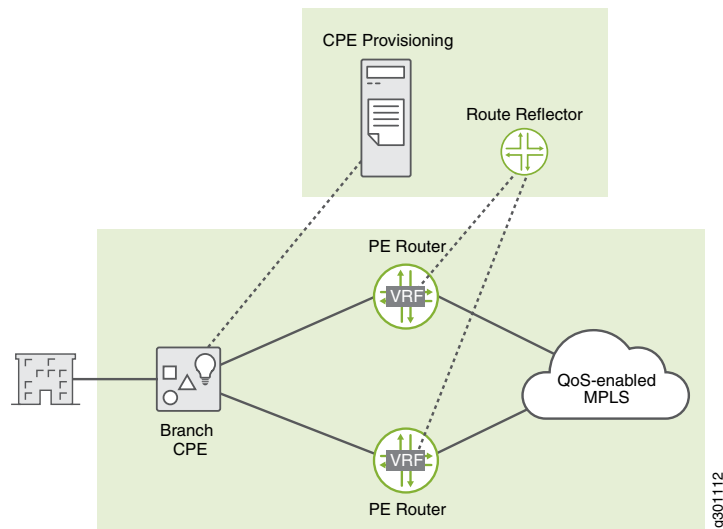 CPE Provisioning
Route Reflector
PE Router
VRF
QoS-enabled
MPLS
Branch
CPE
VRF
PE Router
g301112